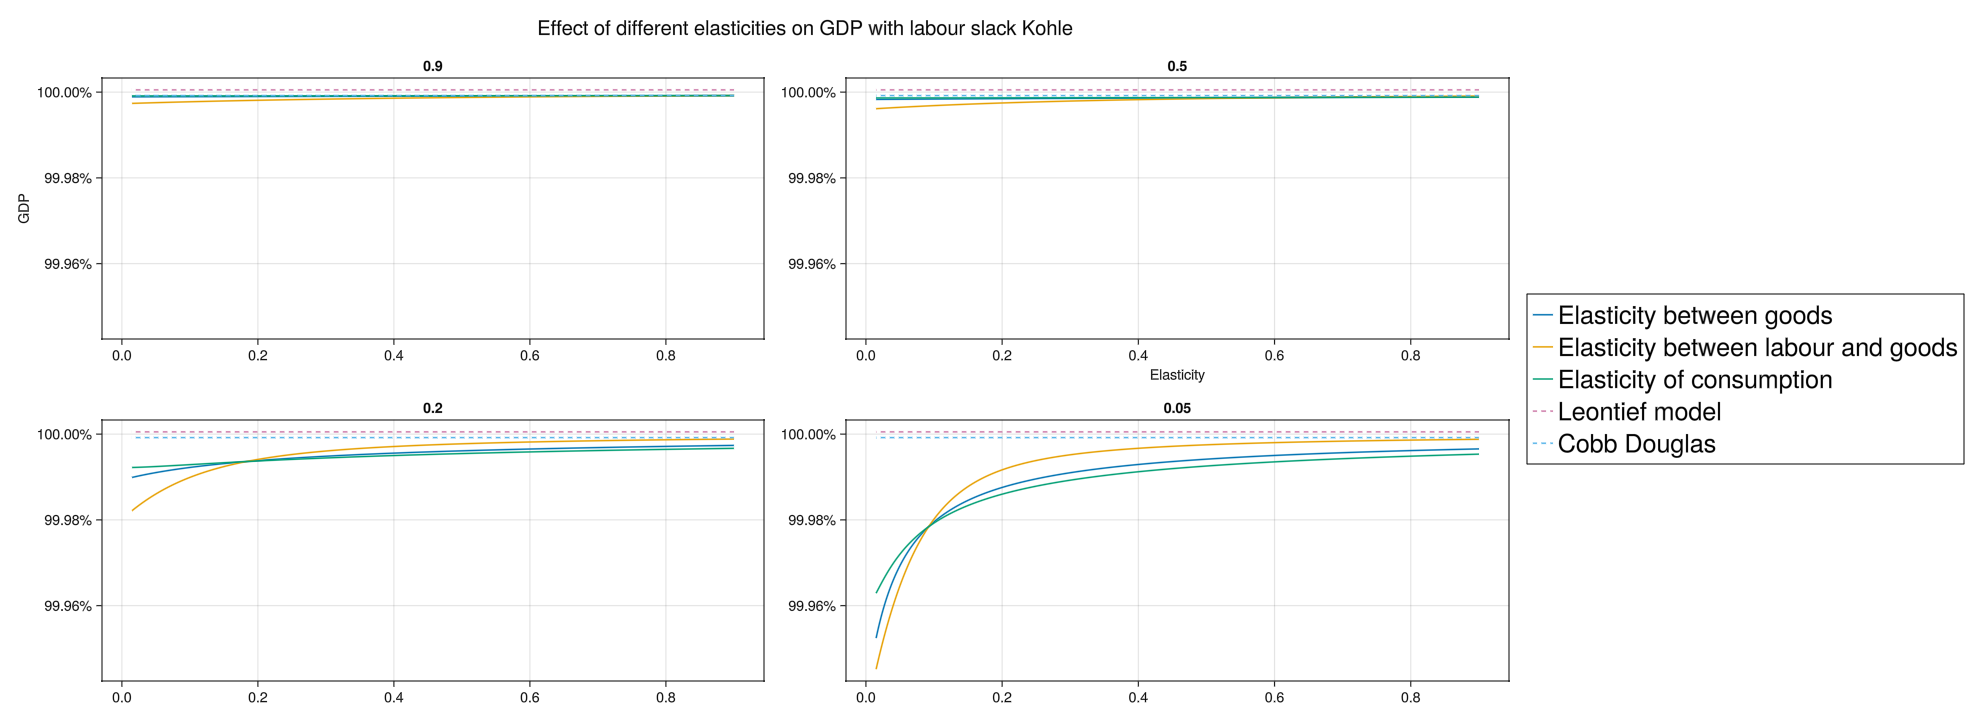 Effect of different elasticities on GDP with labour slack Kohle
0.9
100.00%
99.98%
99.96%
GDP
0.0 0.2 0.4 0.6 0.8
0.5
100.00%
99.98%
99.96%
0.0 0.2 0.4 0.6 0.8
Elasticity
0.2
100.00%
99.98%
99.96%
0.0 0.2 0.4 0.6 0.8
0.05
100.00%
99.98%
99.96%
0.0 0.2 0.4 0.6 0.8
Elasticity between goods
Elasticity between labour and goods
Elasticity of consumption
Leontief model
Cobb Douglas